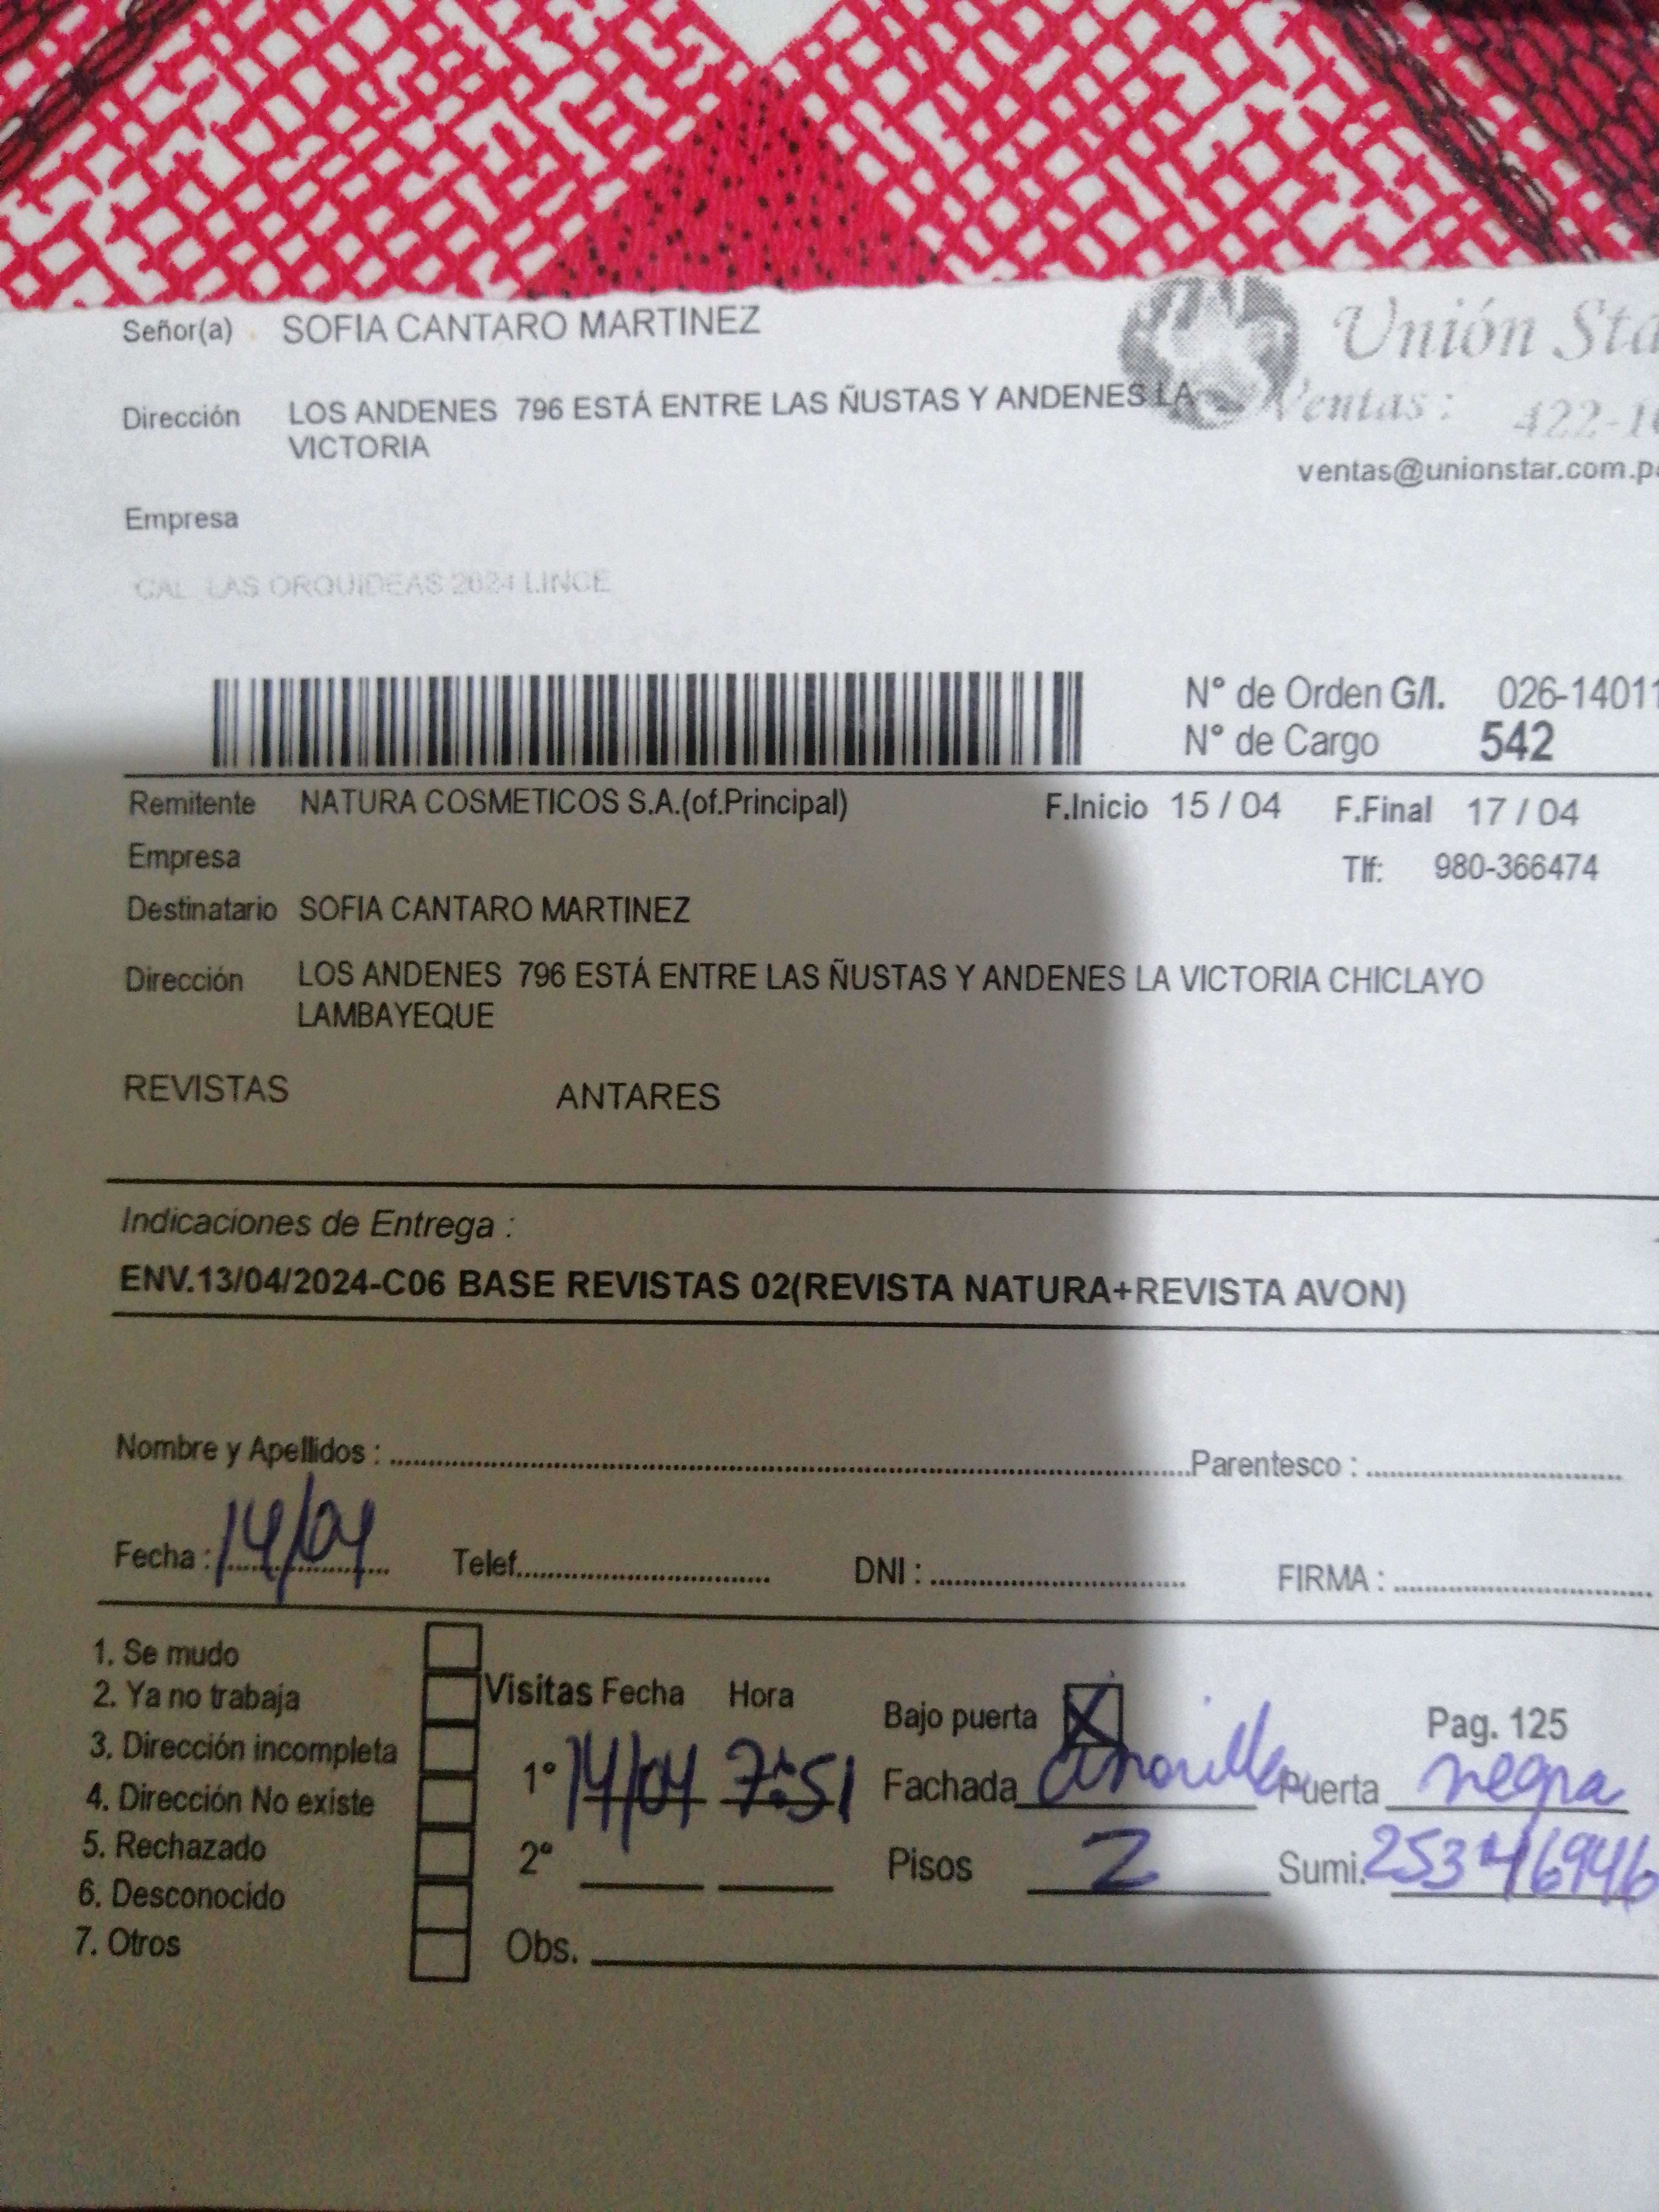 Señor(a) SOFIA CANTARO MARTINEZ
Unión Sta
Dirección LOS ANDENES 796 ESTÁ ENTRE LAS ÑUSTAS Y ANDENES LA
VICTORIA
Ventas: 422-1
ventas@unionstar.com.p
Empresa
CAL LAS ORQUIDEAS 2624 LINCE
N° de Orden G/I. 026-14011
N° de Cargo 542
Remitente NATURA COSMETICOS S.A.(of.Principal) F.Inicio 15 / 04 F.Final 17 / 04
Empresa Tlf: 980-366474
Destinatario SOFIA CANTARO MARTINEZ
Dirección LOS ANDENES 796 ESTÁ ENTRE LAS ÑUSTAS Y ANDENES LA VICTORIA CHICLAYO
LAMBAYEQUE
REVISTAS ANTARES
Indicaciones de Entrega :
ENV.13/04/2024-C06 BASE REVISTAS 02(REVISTA NATURA+REVISTA AVON)
Nombre y Apellidos : Parentesco :
Fecha : 14/04 Telef. DNI : FIRMA :
1. Se mudo
2. Ya no trabaja
3. Dirección incompleta
4. Dirección No existe
5. Rechazado
6. Desconocido
7. Otros
Visitas Fecha Hora
1° 14/04 7:51
2°
Obs.
Bajo puerta X Pag. 125
Fachada amarilla Puerta negra
Pisos 2 Sumi. 25346946